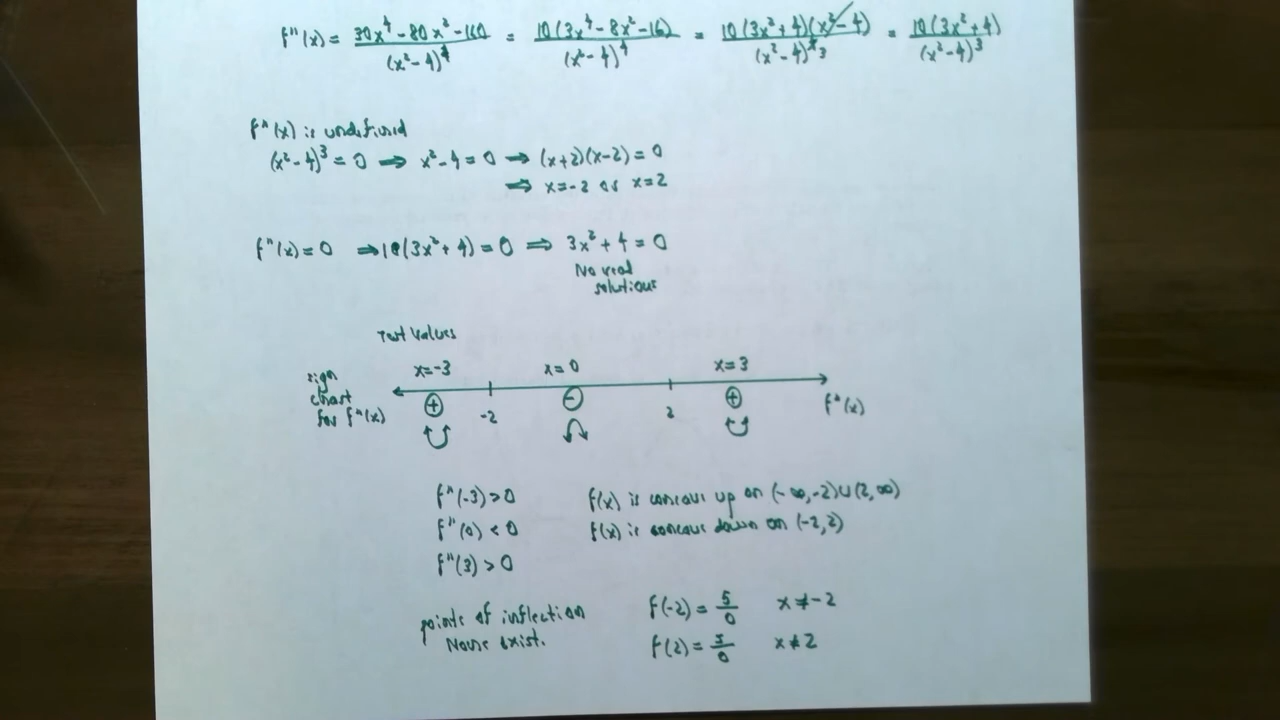 f''(x) = (30x⁴ - 80x² - 160)/(x² - 4)⁴ = 10(3x⁴ - 8x² - 16)/(x² - 4)⁴ = 10(3x² + 4)(x² - 4)/(x² - 4)⁴ ³ = 10(3x² + 4)/(x² - 4)³
f''(x) is undefined
(x² - 4)³ = 0 ⇒ x² - 4 = 0 ⇒ (x+2)(x-2) = 0
⇒ x = -2 or x = 2
f''(x) = 0 ⇒ 10(3x² + 4) = 0 ⇒ 3x² + 4 = 0
No real
solutions
Test Values
x = -3 x = 0 x = 3
sign
chart
for f''(x)
+ -2 - 2 + f''(x)
f''(-3) > 0 f(x) is concave up on (-∞, -2)∪(2, ∞)
f''(0) < 0 f(x) is concave down on (-2, 2)
f''(3) > 0
points of inflection f(-2) = 5/0 x ≠ -2
None exist. f(2) = 5/0 x ≠ 2